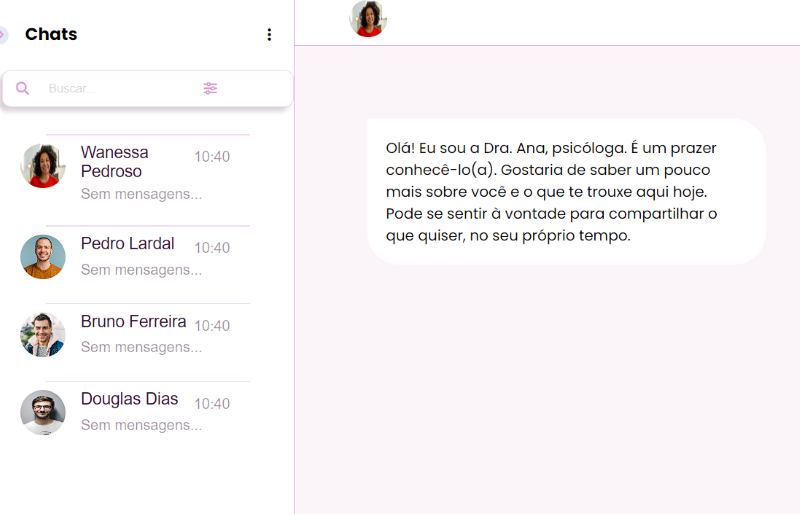 Chats
Buscar...
Wanessa
Pedroso
10:40
Sem mensagens...
Pedro Lardal
10:40
Sem mensagens...
Bruno Ferreira
10:40
Sem mensagens...
Douglas Dias
10:40
Sem mensagens...
Olá! Eu sou a Dra. Ana, psicóloga. É um prazer
conhecê-lo(a). Gostaria de saber um pouco
mais sobre você e o que te trouxe aqui hoje.
Pode se sentir à vontade para compartilhar o
que quiser, no seu próprio tempo.